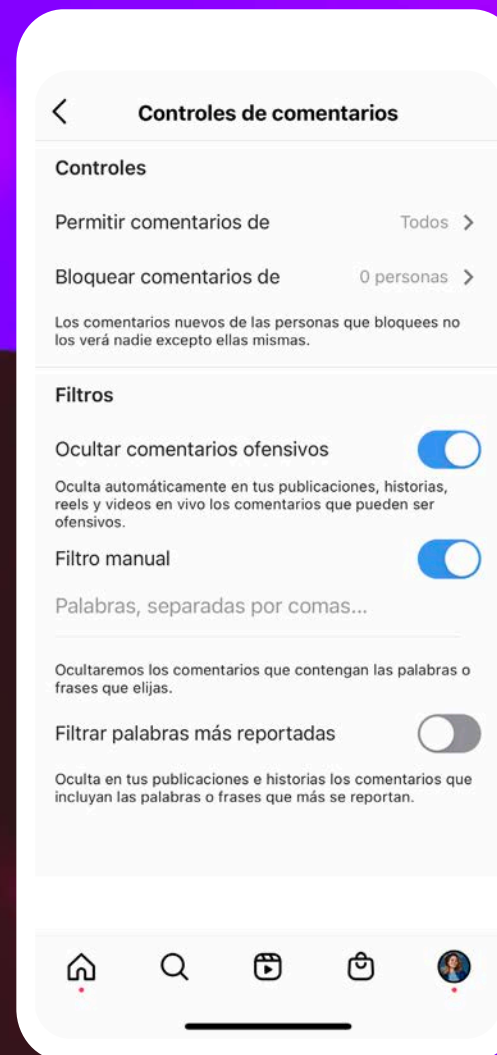 Controles de comentarios
Controles
Permitir comentarios de Todos
Bloquear comentarios de 0 personas
Los comentarios nuevos de las personas que bloquees no
los verá nadie excepto ellas mismas.
Filtros
Ocultar comentarios ofensivos
Oculta automáticamente en tus publicaciones, historias,
reels y videos en vivo los comentarios que pueden ser
ofensivos.
Filtro manual
Palabras, separadas por comas...
Ocultaremos los comentarios que contengan las palabras o
frases que elijas.
Filtrar palabras más reportadas
Oculta en tus publicaciones e historias los comentarios que
incluyan las palabras o frases que más se reportan.